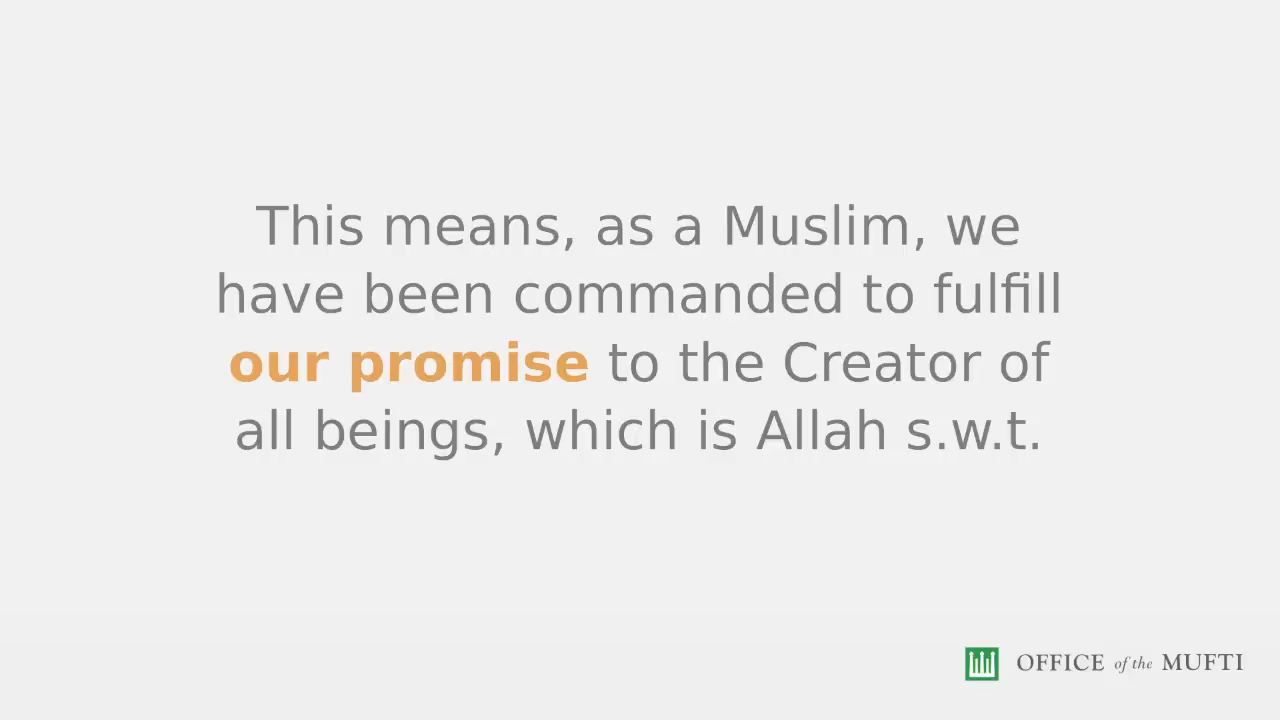 This means, as a Muslim, we
have been commanded to fulfill
our promise to the Creator of
all beings, which is Allah s.w.t.
OFFICE of the MUFTI